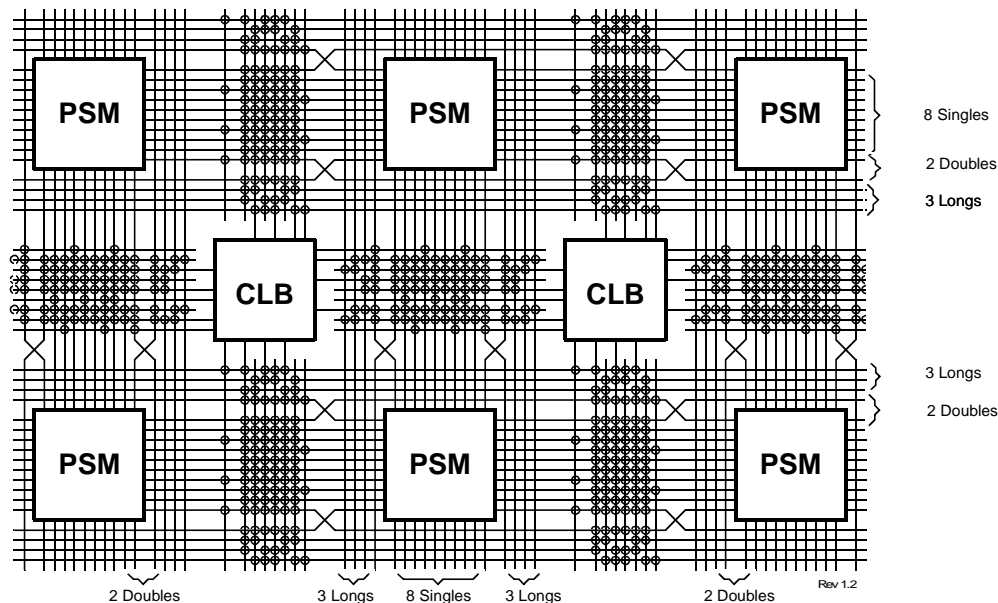 PSM PSM PSM
8 Singles
2 Doubles
3 Longs
CLB CLB
3 Longs
2 Doubles
PSM PSM PSM
Rev 1.2
2 Doubles 3 Longs 8 Singles 3 Longs 2 Doubles